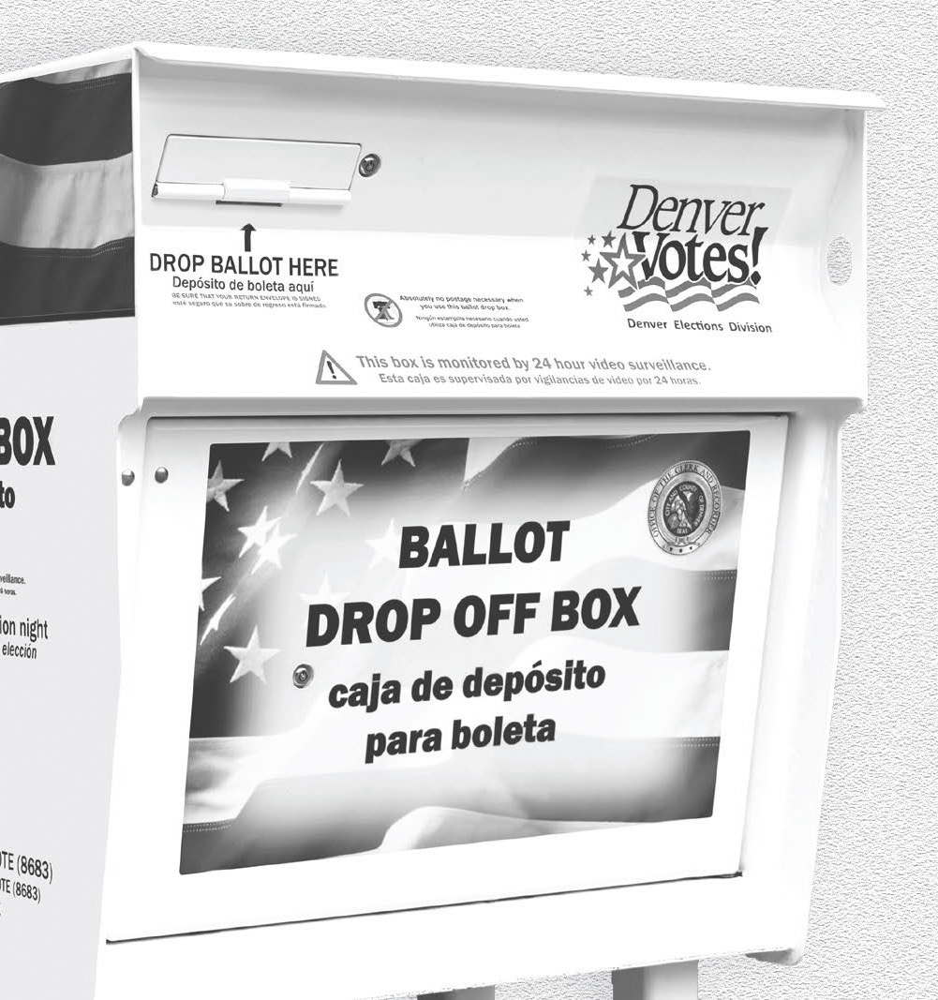 Denver
Votes!
Denver Elections Division
DROP BALLOT HERE
Depósito de boleta aquí
BE SURE THAT YOUR RETURN ENVELOPE IS SIGNED
esté seguro que su sobre de regreso está firmado
Absolutely no postage necessary when
you use this ballot drop box.
Ningún estampilla necesario cuando usted
utiliza caja de depósito para boleta
This box is monitored by 24 hour video surveillance.
Esta caja es supervisada por vigilancias de video por 24 horas.
BALLOT
DROP OFF BOX
caja de depósito
para boleta
OFFICE OF THE CLERK AND RECORDER
CITY AND COUNTY OF DENVER
SEAL
BOX
to
veillance.
horas.
ion night
elección
OTE (8683)
TE (8683)